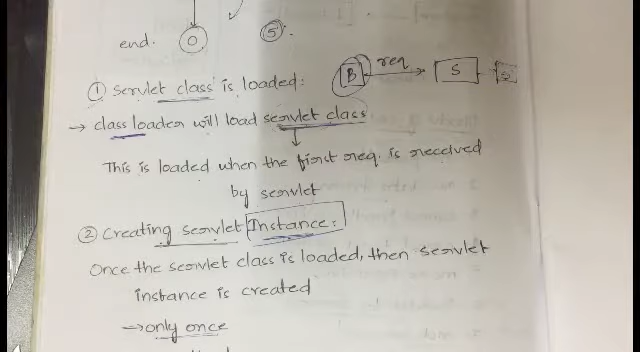 end. 0 5.
① Servlet class is loaded: B req S
→ class loader will load servlet class
This is loaded when the first req. is received
by servlet
② Creating servlet Instance:
Once the servlet class is loaded, then servlet
instance is created
→ only once